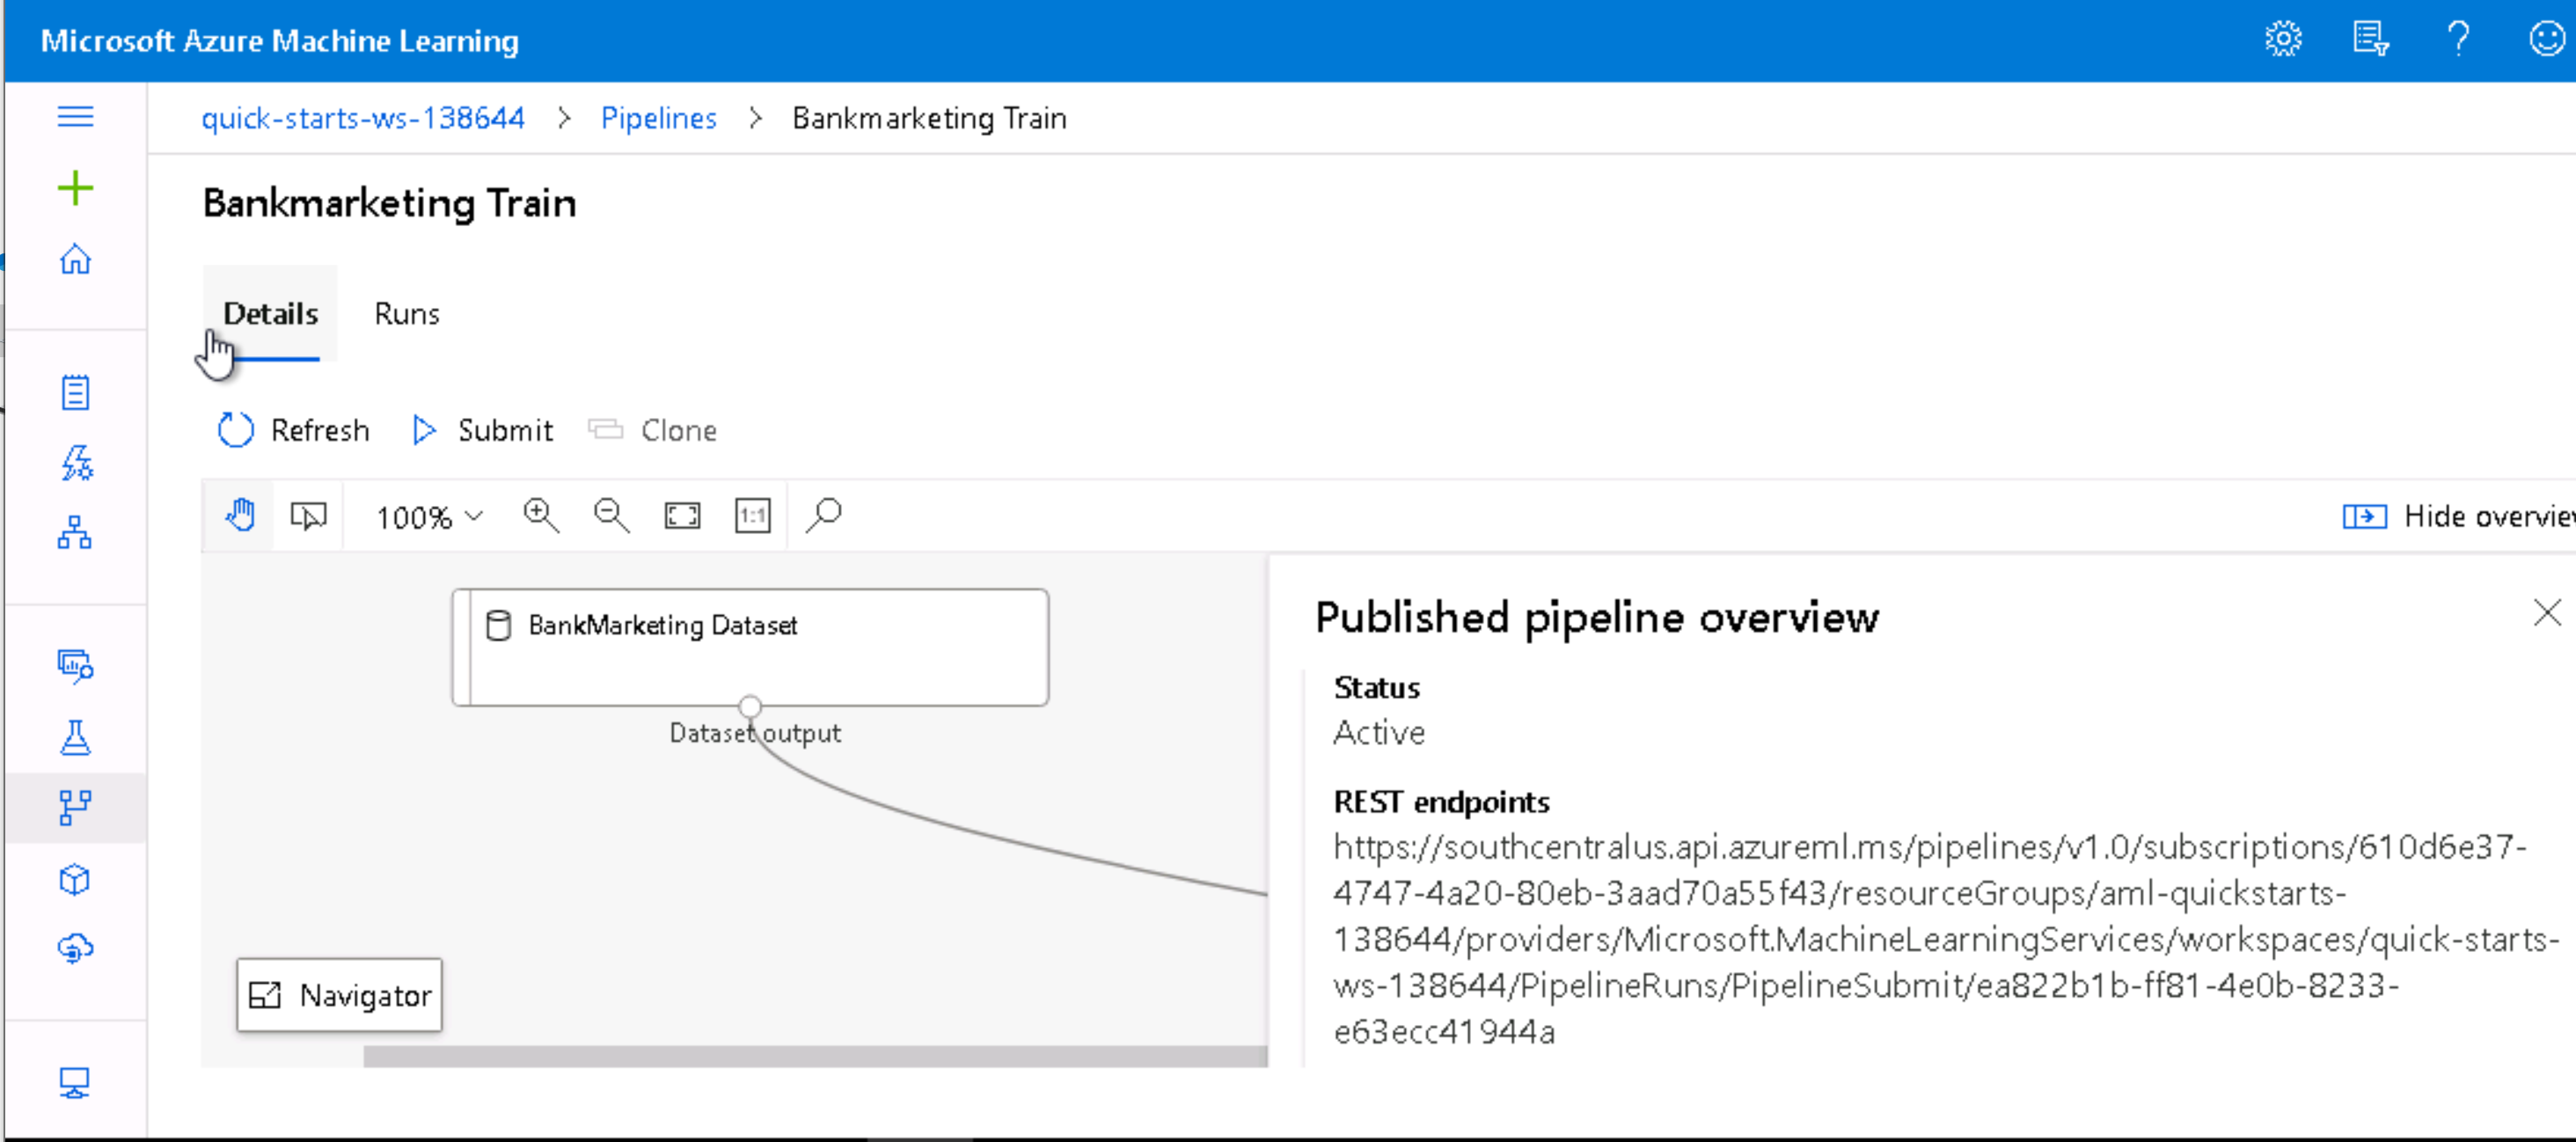 Microsoft Azure Machine Learning
quick-starts-ws-138644 > Pipelines > Bankmarketing Train
Bankmarketing Train
Details Runs
Refresh Submit Clone
100% 1:1 Hide overview
BankMarketing Dataset
Dataset output
Navigator
Published pipeline overview
Status
Active
REST endpoints
https://southcentralus.api.azureml.ms/pipelines/v1.0/subscriptions/610d6e37-
4747-4a20-80eb-3aad70a55f43/resourceGroups/aml-quickstarts-
138644/providers/Microsoft.MachineLearningServices/workspaces/quick-starts-
ws-138644/PipelineRuns/PipelineSubmit/ea822b1b-ff81-4e0b-8233-
e63ecc41944a